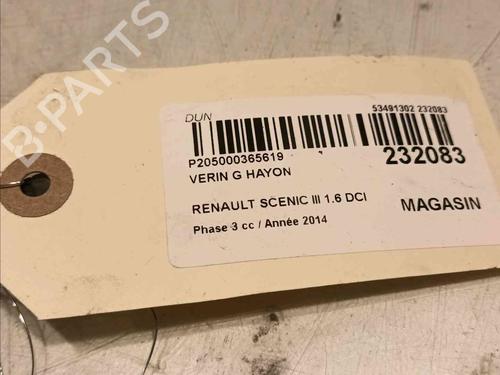 B-PARTS
DUN
53491302 232083
P205000365619
232083
VERIN G HAYON
RENAULT SCENIC III 1.6 DCI
MAGASIN
Phase 3 cc / Année 2014